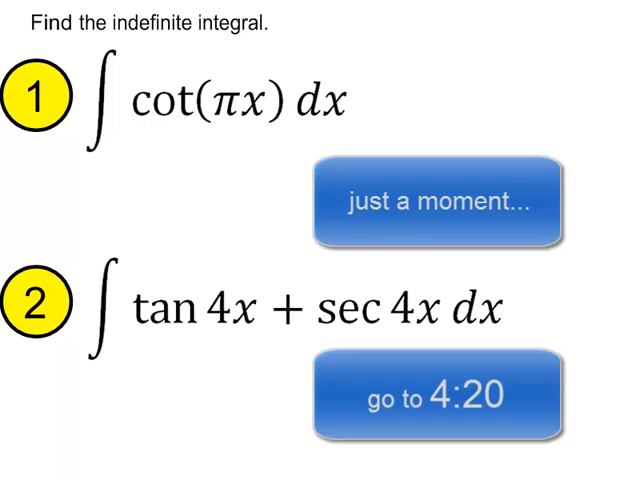 Find the indefinite integral.
1 ∫ cot(πx) dx
just a moment...
2 ∫ tan 4x + sec 4x dx
go to 4:20